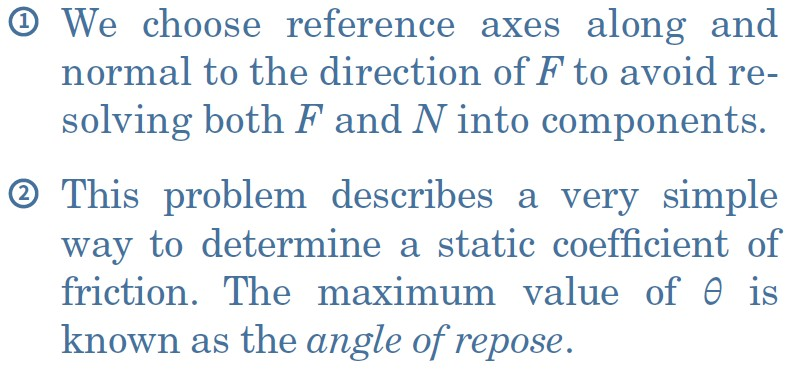 ① We choose reference axes along and
normal to the direction of F to avoid re-
solving both F and N into components.
② This problem describes a very simple
way to determine a static coefficient of
friction. The maximum value of θ is
known as the angle of repose.